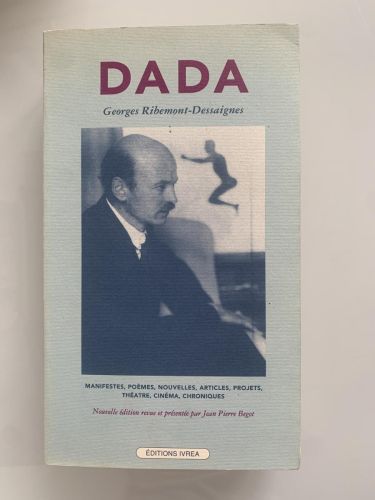 DADA
Georges Ribemont-Dessaignes
MANIFESTES, POÈMES, NOUVELLES, ARTICLES, PROJETS,
THÉATRE, CINÉMA, CHRONIQUES
Nouvelle édition revue et présentée par Jean Pierre Begot
ÉDITIONS IVREA